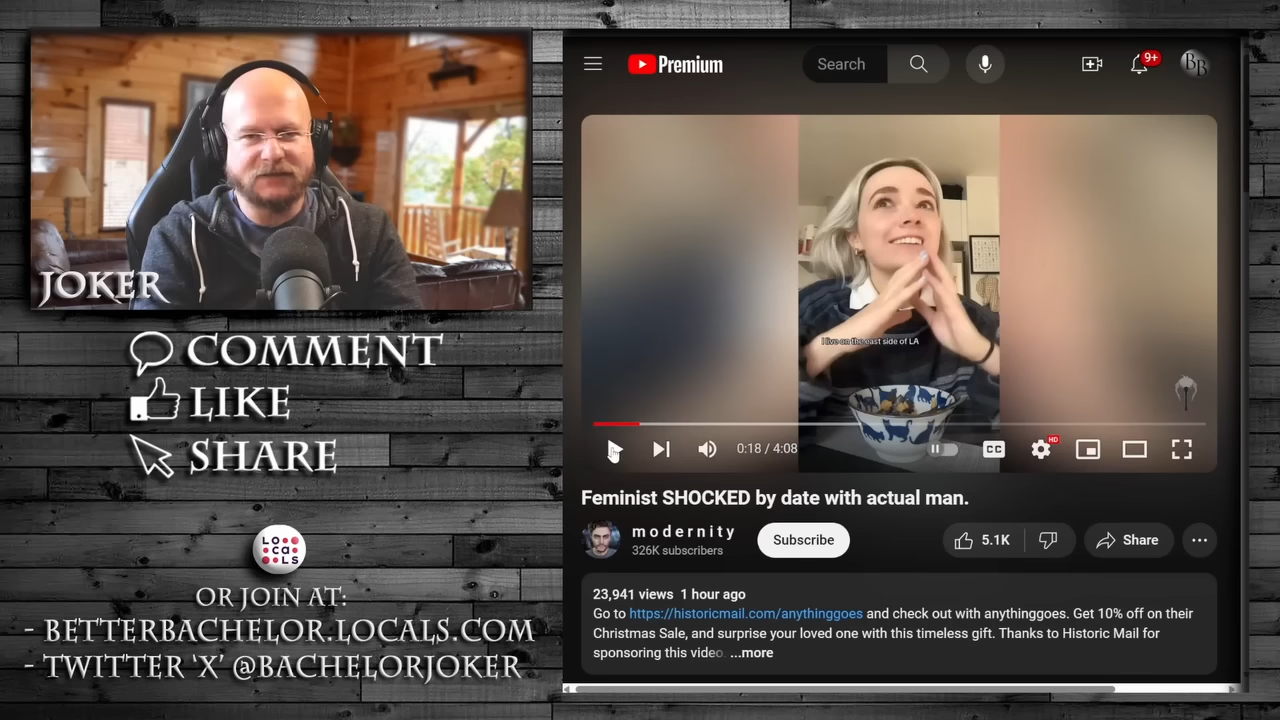 JOKER
COMMENT
LIKE
SHARE
LOCALS
OR JOIN AT:
- BETTERBACHELOR.LOCALS.COM
- TWITTER 'X' @BACHELORJOKER
Premium
Search
9+
BB
I live on the east side of LA
0:18 / 4:08
CC
HD
Feminist SHOCKED by date with actual man.
modernity
326K subscribers
Subscribe
5.1K
Share
23,941 views 1 hour ago
Go to https://historicmail.com/anythinggoes and check out with anythinggoes. Get 10% off on their
Christmas Sale, and surprise your loved one with this timeless gift. Thanks to Historic Mail for
sponsoring this video. ...more